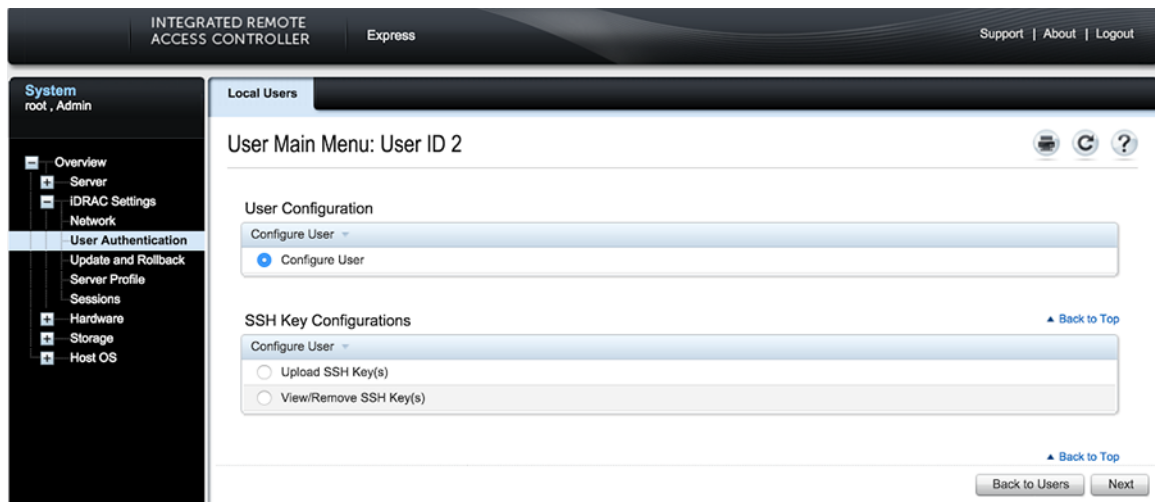 INTEGRATED REMOTE
ACCESS CONTROLLER
Express
Support | About | Logout
System
root , Admin
Overview
Server
iDRAC Settings
Network
User Authentication
Update and Rollback
Server Profile
Sessions
Hardware
Storage
Host OS
Local Users
User Main Menu: User ID 2
?
User Configuration
Configure User
Configure User
SSH Key Configurations
Back to Top
Configure User
Upload SSH Key(s)
View/Remove SSH Key(s)
Back to Top
Back to Users
Next